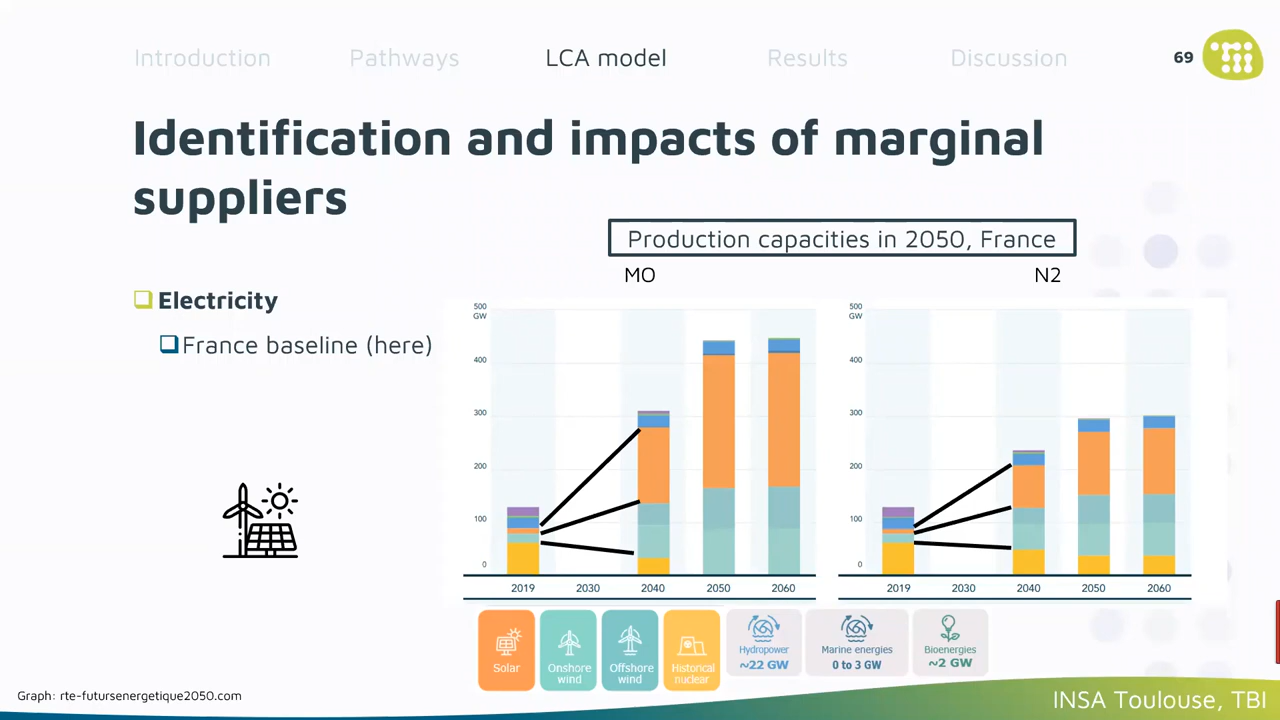 Introduction Pathways LCA model Results Discussion 69
Identification and impacts of marginal
suppliers
Production capacities in 2050, France
MO N2
Electricity
France baseline (here)
500
GW
400
300
200
100
0
2019 2030 2040 2050 2060
500
GW
400
300
200
100
0
2019 2030 2040 2050 2060
Solar
Onshore
wind
Offshore
wind
Historical
nuclear
Hydropower
~22 GW
Marine energies
0 to 3 GW
Bioenergies
~2 GW
Graph: rte-futursenergetique2050.com
INSA Toulouse, TBI